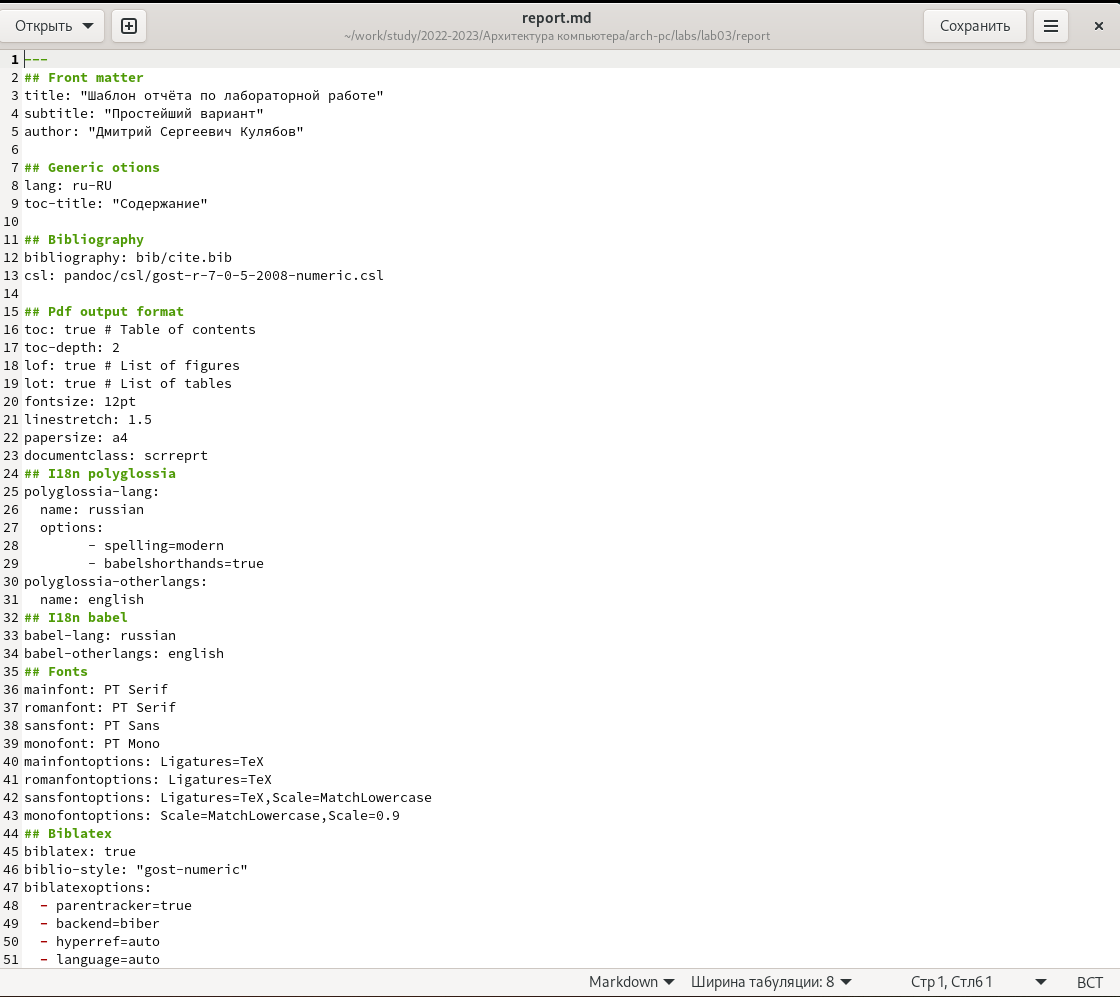 Открыть
report.md
~/work/study/2022-2023/Архитектура компьютера/arch-pc/labs/lab03/report
Сохранить
1 ---
2 ## Front matter
3 title: "Шаблон отчёта по лабораторной работе"
4 subtitle: "Простейший вариант"
5 author: "Дмитрий Сергеевич Кулябов"
6
7 ## Generic otions
8 lang: ru-RU
9 toc-title: "Содержание"
10
11 ## Bibliography
12 bibliography: bib/cite.bib
13 csl: pandoc/csl/gost-r-7-0-5-2008-numeric.csl
14
15 ## Pdf output format
16 toc: true # Table of contents
17 toc-depth: 2
18 lof: true # List of figures
19 lot: true # List of tables
20 fontsize: 12pt
21 linestretch: 1.5
22 papersize: a4
23 documentclass: scrreprt
24 ## I18n polyglossia
25 polyglossia-lang:
26   name: russian
27   options:
28         - spelling=modern
29         - babelshorthands=true
30 polyglossia-otherlangs:
31   name: english
32 ## I18n babel
33 babel-lang: russian
34 babel-otherlangs: english
35 ## Fonts
36 mainfont: PT Serif
37 romanfont: PT Serif
38 sansfont: PT Sans
39 monofont: PT Mono
40 mainfontoptions: Ligatures=TeX
41 romanfontoptions: Ligatures=TeX
42 sansfontoptions: Ligatures=TeX,Scale=MatchLowercase
43 monofontoptions: Scale=MatchLowercase,Scale=0.9
44 ## Biblatex
45 biblatex: true
46 biblio-style: "gost-numeric"
47 biblatexoptions:
48   - parentracker=true
49   - backend=biber
50   - hyperref=auto
51   - language=auto
Markdown
Ширина табуляции: 8
Стр 1, Стлб 1
ВСТ